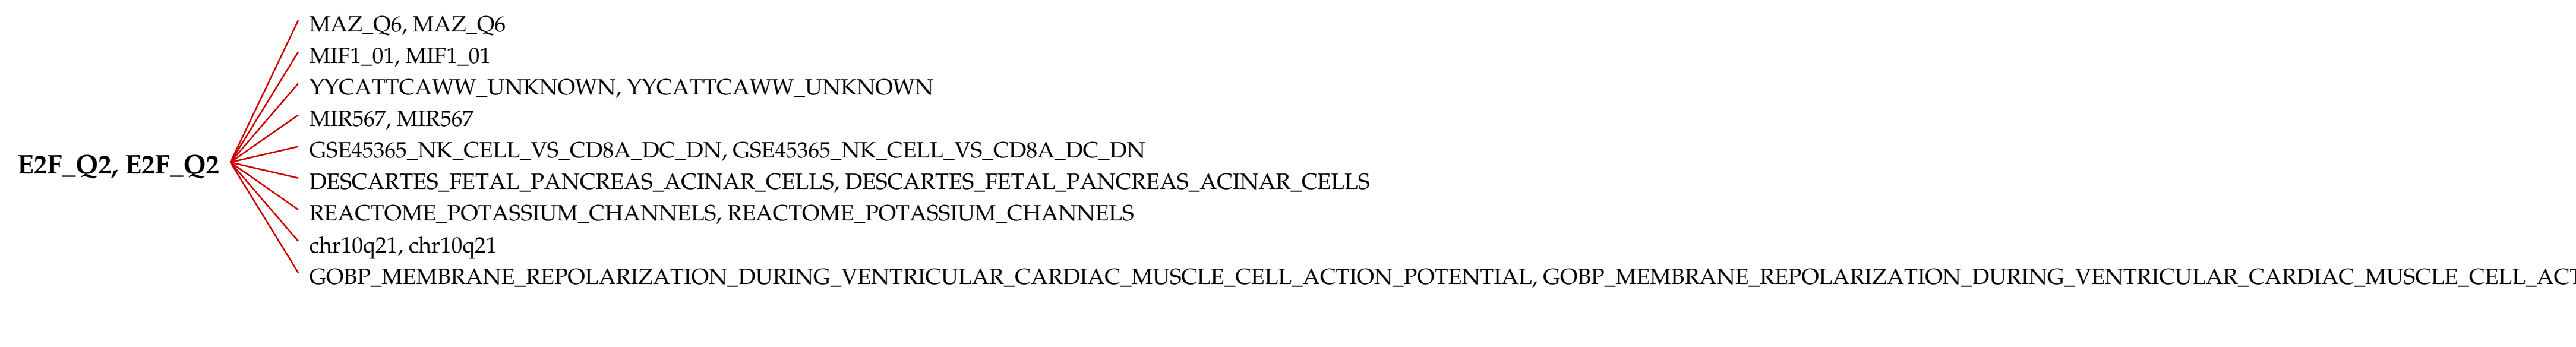 MAZ_Q6, MAZ_Q6
MIF1_01, MIF1_01
YYCATTCAWW_UNKNOWN, YYCATTCAWW_UNKNOWN
MIR567, MIR567
GSE45365_NK_CELL_VS_CD8A_DC_DN, GSE45365_NK_CELL_VS_CD8A_DC_DN
E2F_Q2, E2F_Q2
DESCARTES_FETAL_PANCREAS_ACINAR_CELLS, DESCARTES_FETAL_PANCREAS_ACINAR_CELLS
REACTOME_POTASSIUM_CHANNELS, REACTOME_POTASSIUM_CHANNELS
chr10q21, chr10q21
GOBP_MEMBRANE_REPOLARIZATION_DURING_VENTRICULAR_CARDIAC_MUSCLE_CELL_ACTION_POTENTIAL, GOBP_MEMBRANE_REPOLARIZATION_DURING_VENTRICULAR_CARDIAC_MUSCLE_CELL_ACT